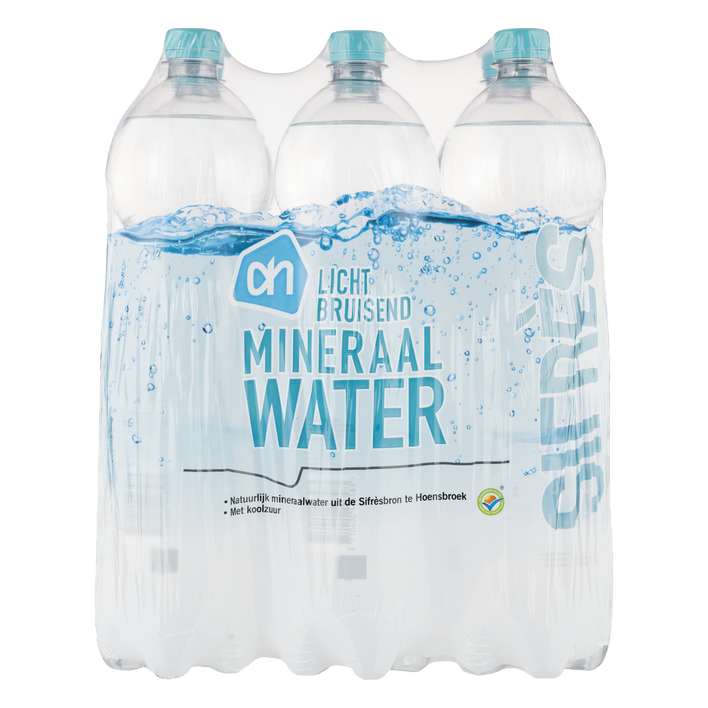 ah
LICHT
BRUISEND
MINERAAL
WATER
• Natuurlijk mineraalwater uit de Sifrèsbron te Hoensbroek
• Met koolzuur
SIFRÈS